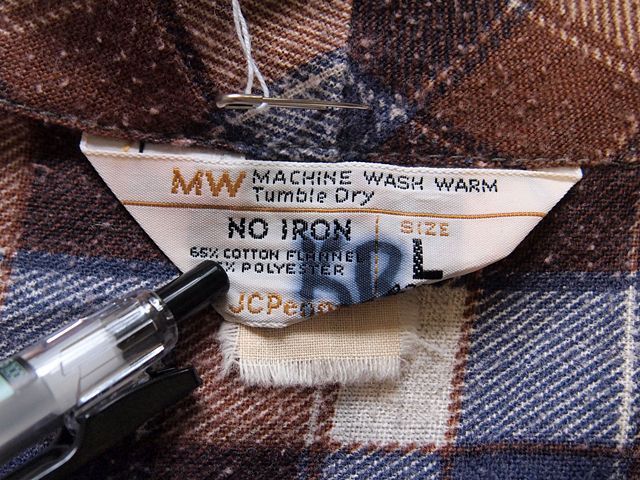 MW MACHINE WASH WARM
Tumble Dry
NO IRON
SIZE
L
65% COTTON FLANNEL
% POLYESTER